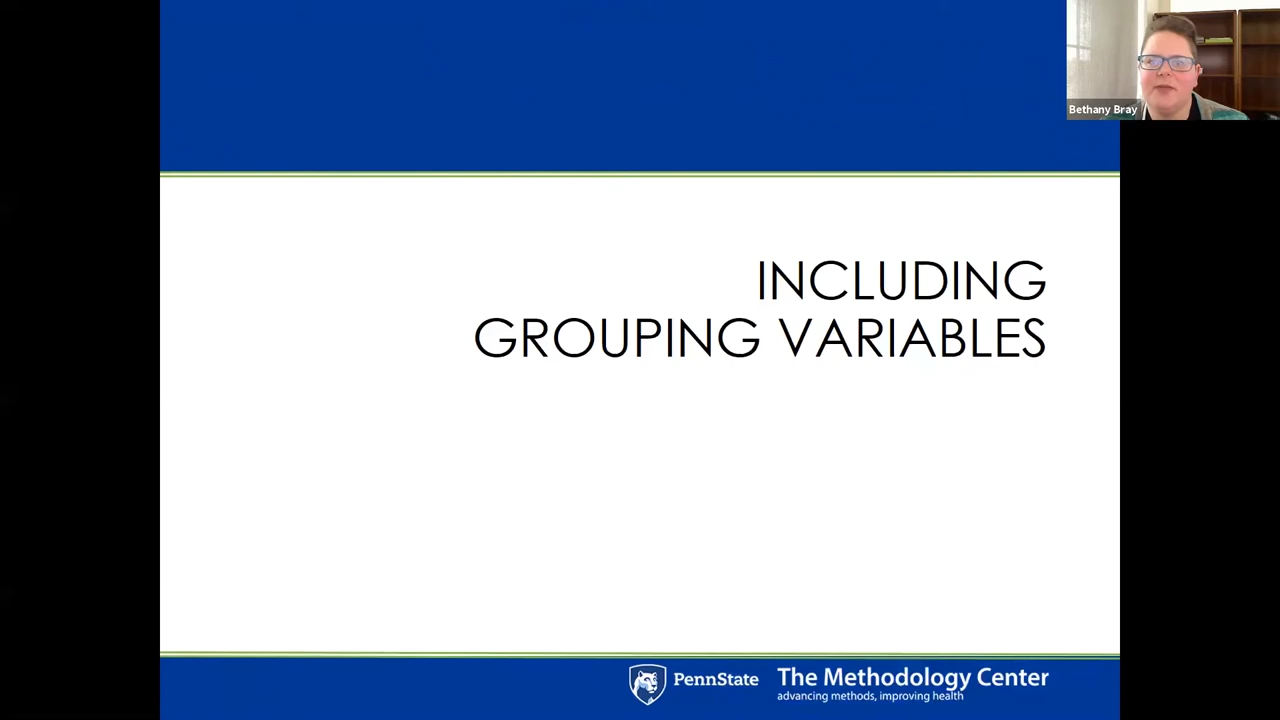 Bethany Bray
INCLUDING
GROUPING VARIABLES
PennState
The Methodology Center
advancing methods, improving health